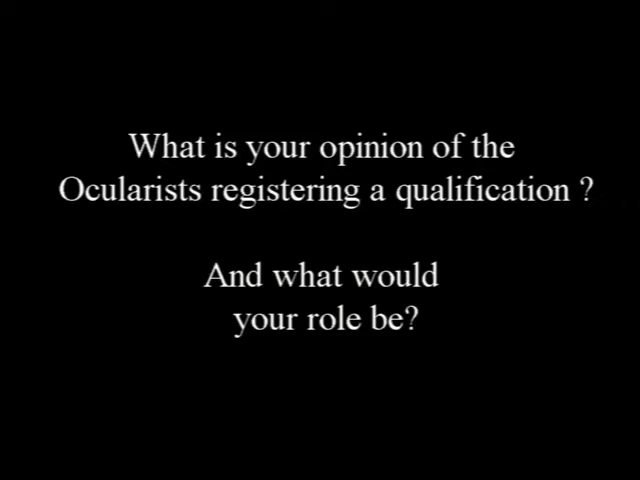 What is your opinion of the
Ocularists registering a qualification ?
And what would
your role be?